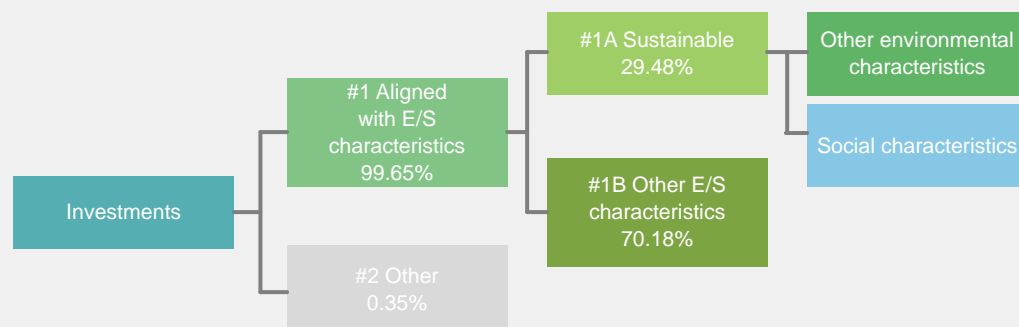 Investments
#1 Aligned
with E/S
characteristics
99.65%
#2 Other
0.35%
#1A Sustainable
29.48%
#1B Other E/S
characteristics
70.18%
Other environmental
characteristics
Social characteristics